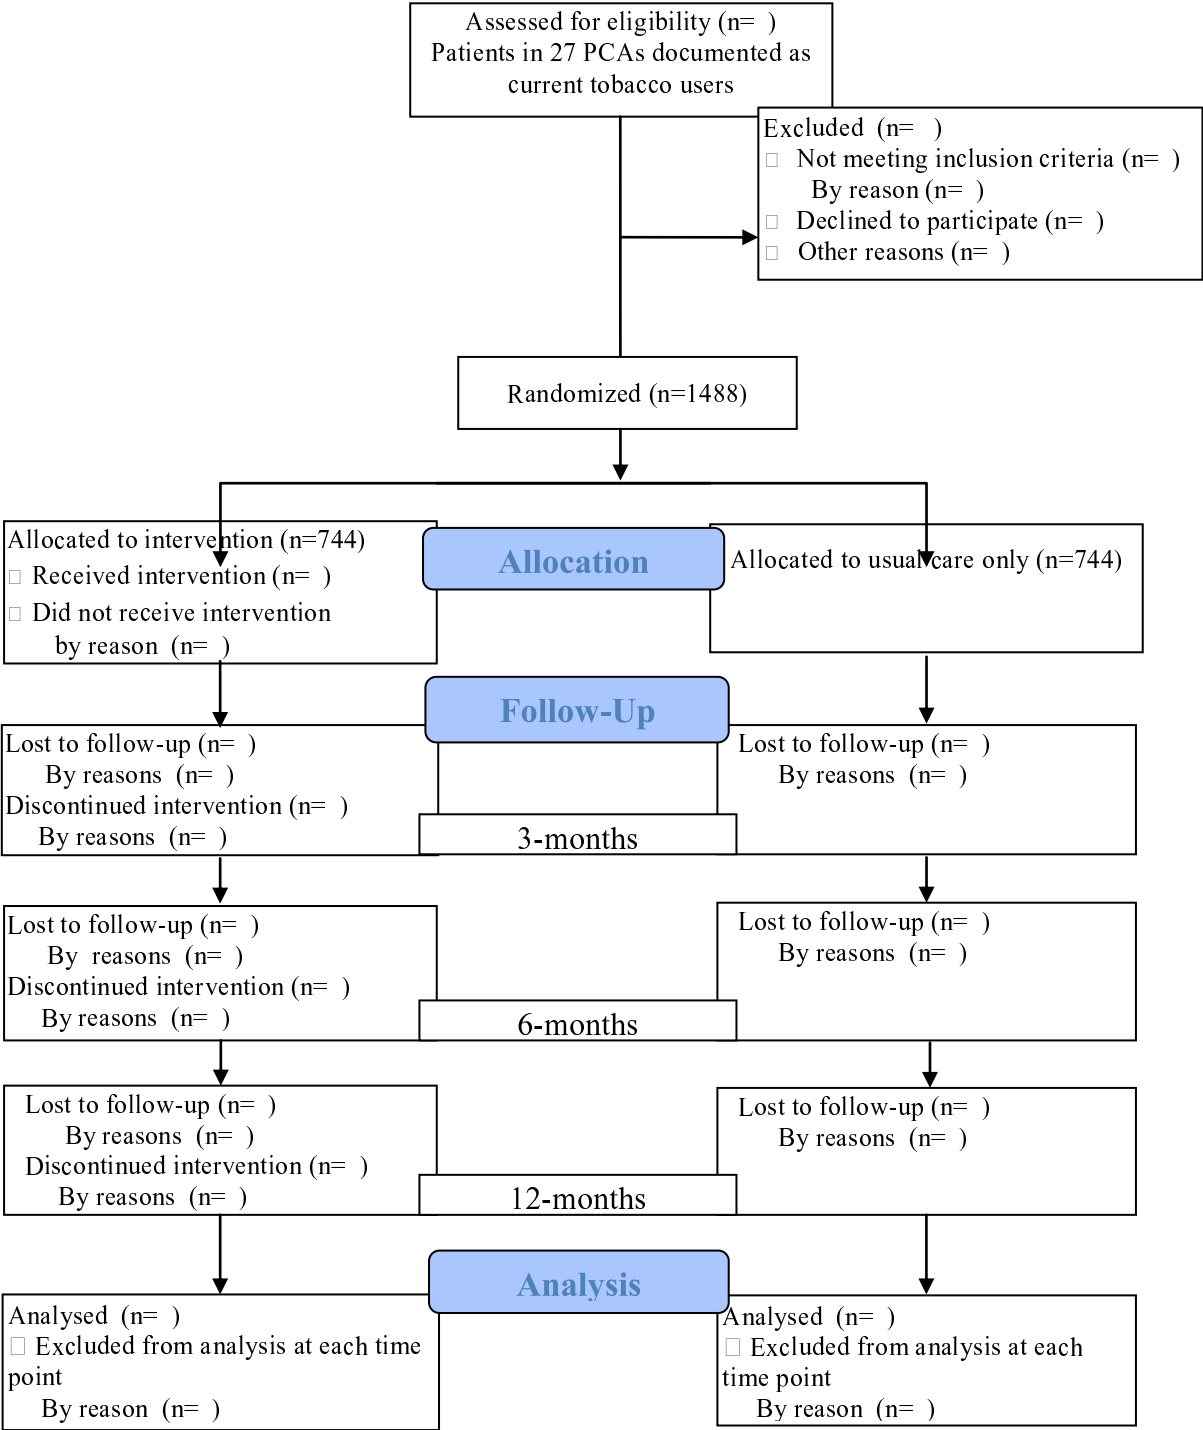 Assessed for eligibility (n=  )
Patients in 27 PCAs documented as
current tobacco users
Excluded  (n=   )
Not meeting inclusion criteria (n=  )
By reason (n=  )
Declined to participate (n=  )
Other reasons (n=  )
Randomized (n=1488)
Allocated to intervention (n=744)
Received intervention (n=  )
Did not receive intervention
by reason  (n=  )
Allocation
Allocated to usual care only (n=744)
Follow-Up
Lost to follow-up (n=  )
By reasons  (n=  )
Discontinued intervention (n=  )
By reasons  (n=  )
Lost to follow-up (n=  )
By reasons  (n=  )
3-months
Lost to follow-up (n=  )
By  reasons  (n=  )
Discontinued intervention (n=  )
By reasons  (n=  )
Lost to follow-up (n=  )
By reasons  (n=  )
6-months
Lost to follow-up (n=  )
By reasons  (n=  )
Discontinued intervention (n=  )
By reasons  (n=  )
Lost to follow-up (n=  )
By reasons  (n=  )
12-months
Analysis
Analysed  (n=  )
Excluded from analysis at each time
point
By reason  (n=  )
Analysed  (n=  )
Excluded from analysis at each
time point
By reason  (n=  )